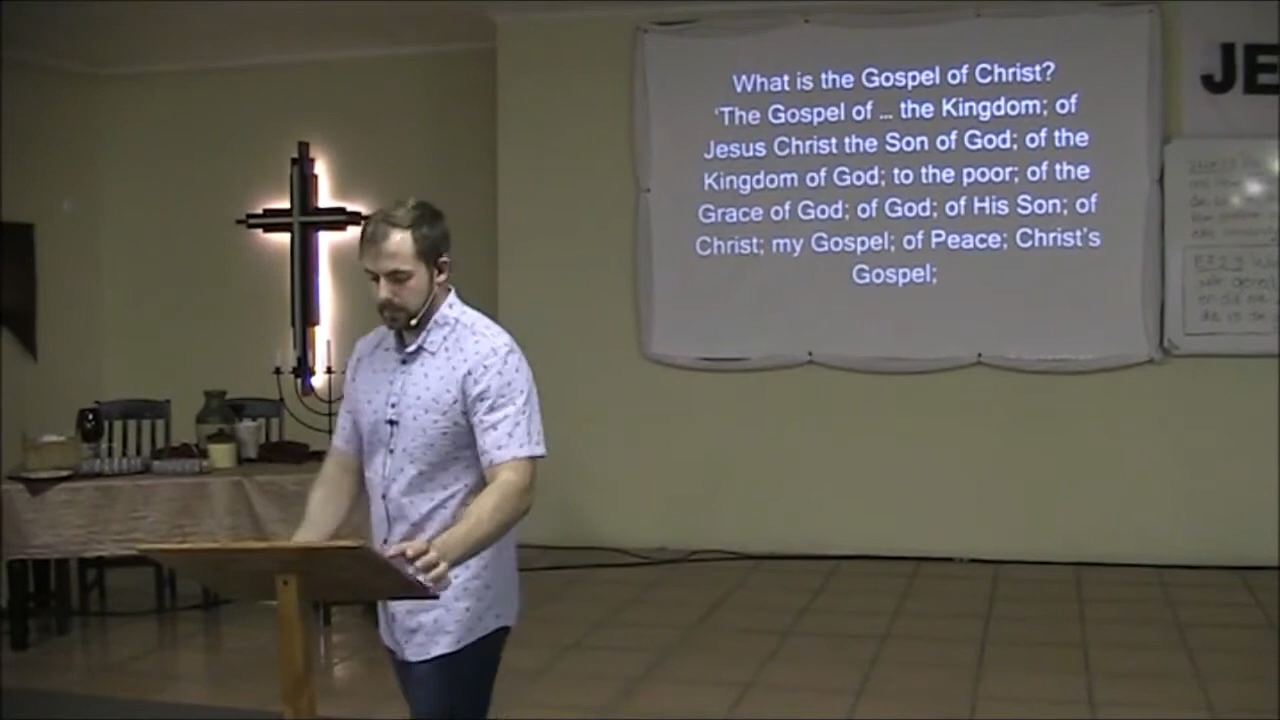 What is the Gospel of Christ?
‘The Gospel of ... the Kingdom; of
Jesus Christ the Son of God; of the
Kingdom of God; to the poor; of the
Grace of God; of God; of His Son; of
Christ; my Gospel; of Peace; Christ's
Gospel;
JE